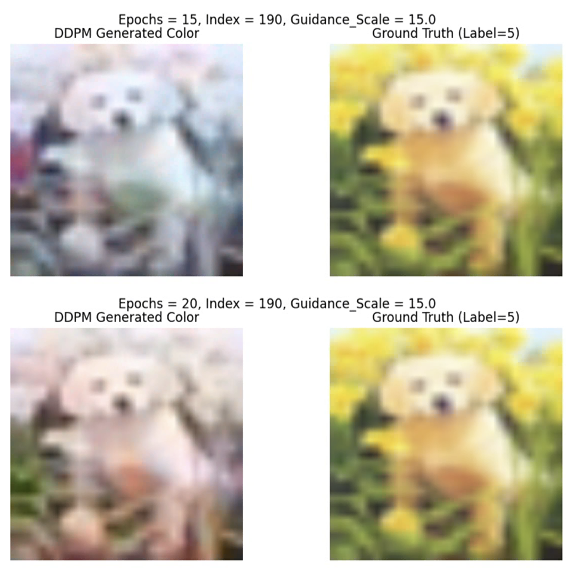 Epochs = 15, Index = 190, Guidance_Scale = 15.0
DDPM Generated Color
Ground Truth (Label=5)
Epochs = 20, Index = 190, Guidance_Scale = 15.0
DDPM Generated Color
Ground Truth (Label=5)